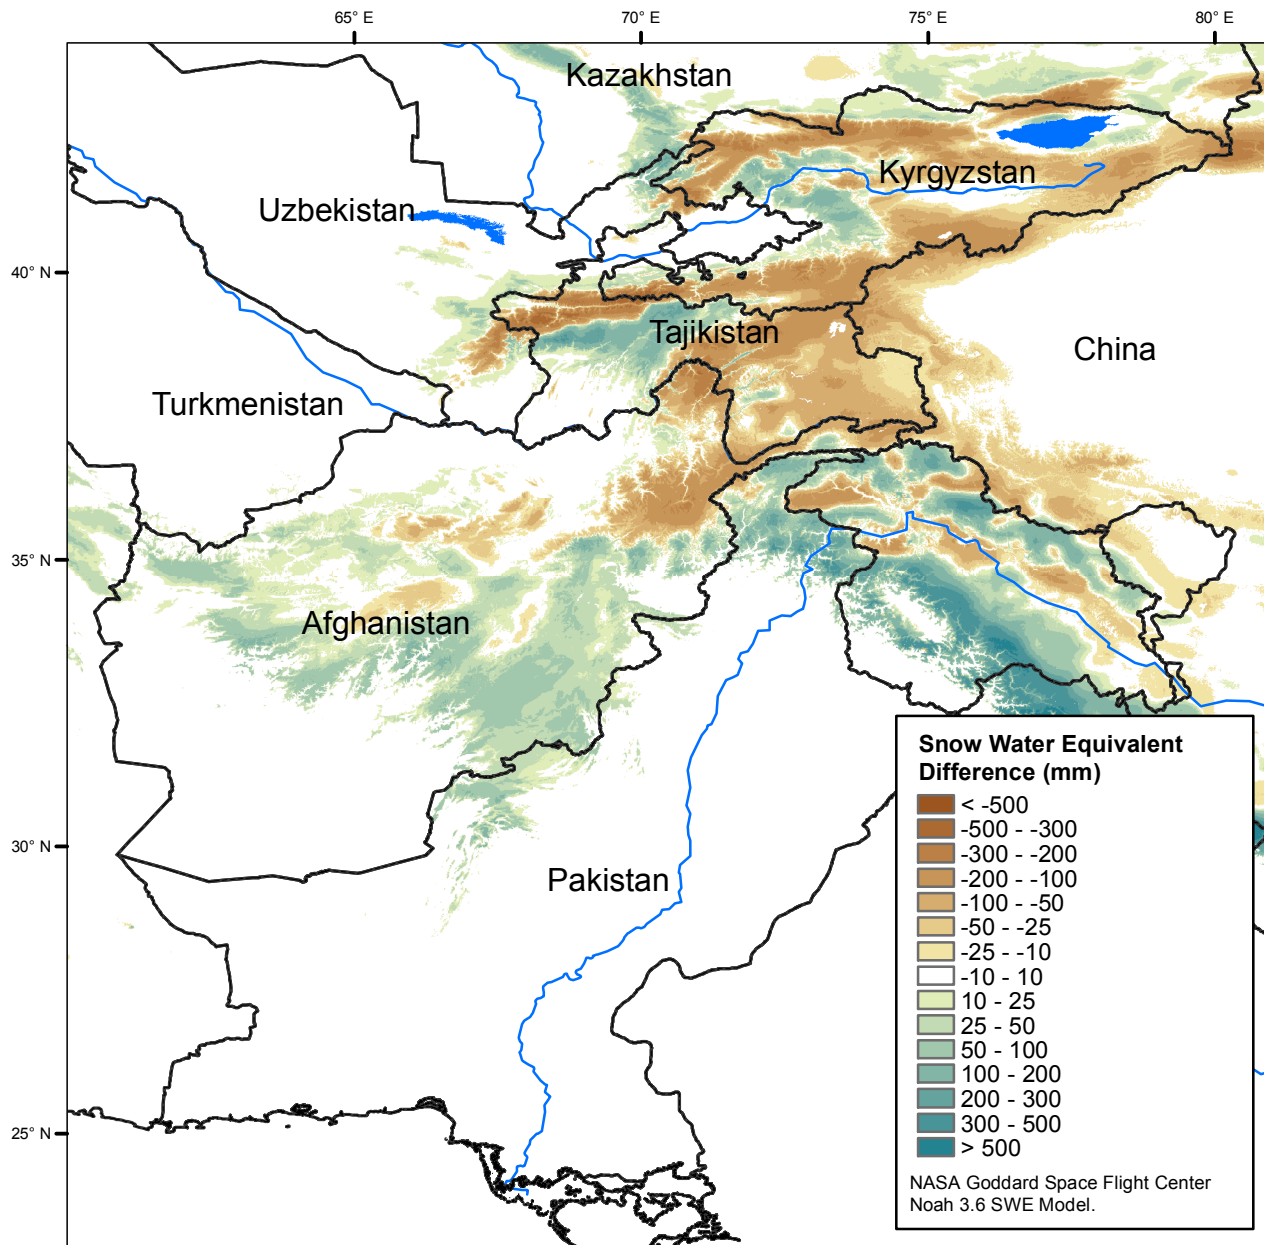 65° E
70° E
75° E
80° E
Kazakhstan
Kyrgyzstan
Uzbekistan
40° N
Tajikistan
China
Turkmenistan
35° N
Afghanistan
Snow Water Equivalent
Difference (mm)
< -500
-500 - -300
-300 - -200
-200 - -100
-100 - -50
-50 - -25
-25 - -10
-10 - 10
10 - 25
25 - 50
50 - 100
100 - 200
200 - 300
300 - 500
> 500
NASA Goddard Space Flight Center
Noah 3.6 SWE Model.
30° N
Pakistan
25° N